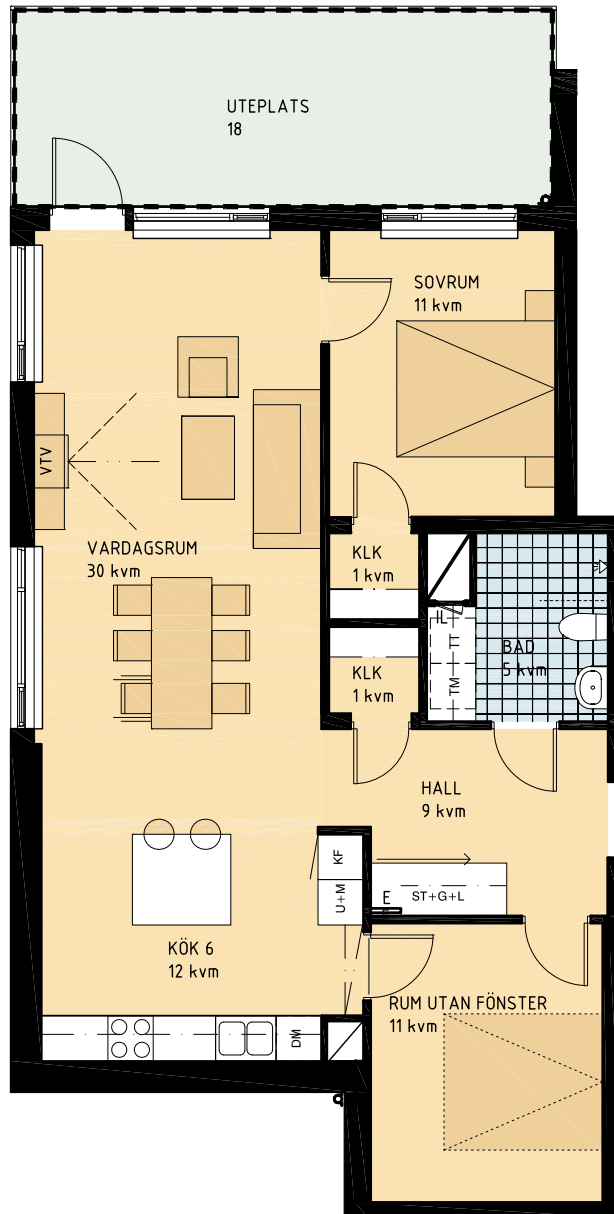 UTEPLATS
18
SOVRUM
11 kvm
VTV
VARDAGSRUM
30 kvm
KLK
1 kvm
KLK
1 kvm
TL
TT
TM
BAD
5 kvm
HALL
9 kvm
KF
U+M
E
ST+G+L
KÖK 6
12 kvm
RUM UTAN FÖNSTER
11 kvm
DM